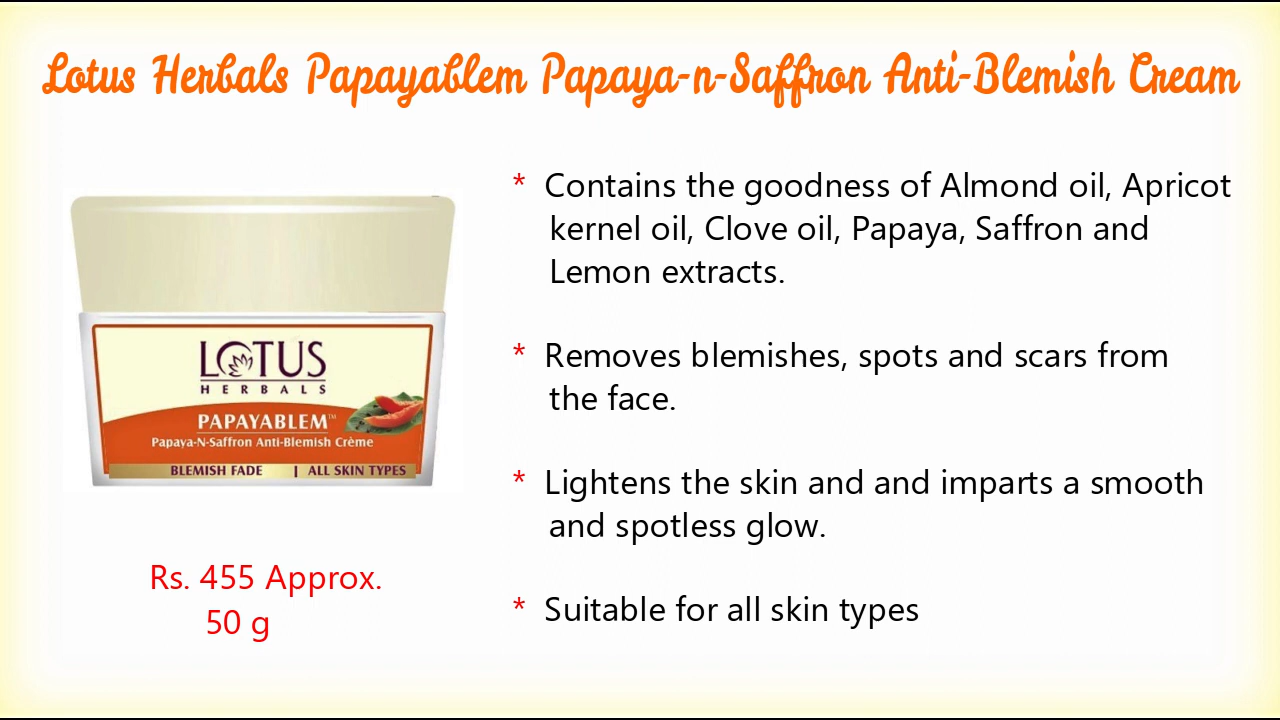 Lotus Herbals Papayablem Papaya-n-Saffron Anti-Blemish Cream
LOTUS
HERBALS
PAPAYABLEM™
Papaya-N-Saffron Anti-Blemish Crème
BLEMISH FADE | ALL SKIN TYPES
Rs. 455 Approx.
50 g
* Contains the goodness of Almond oil, Apricot
kernel oil, Clove oil, Papaya, Saffron and
Lemon extracts.
* Removes blemishes, spots and scars from
the face.
* Lightens the skin and and imparts a smooth
and spotless glow.
* Suitable for all skin types